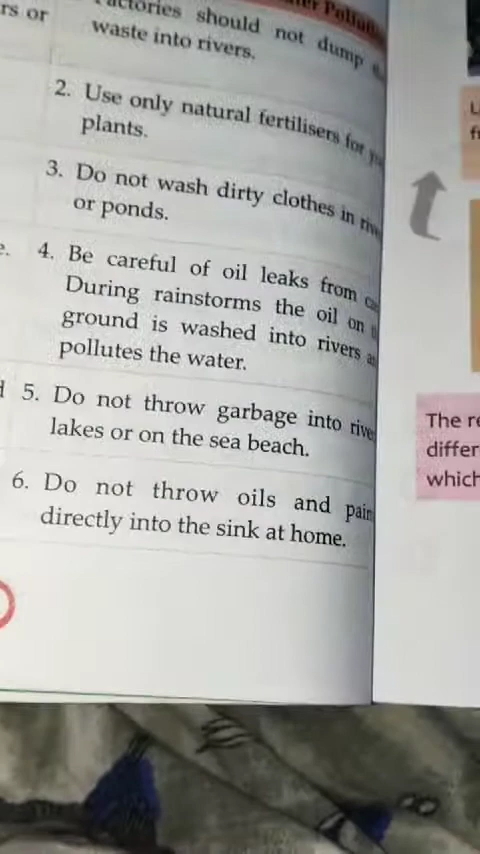 rs or
waste into rivers.
should not dump
2. Use only natural fertilisers for
plants.
3. Do not wash dirty clothes in
or ponds.
4. Be careful of oil leaks from
During rainstorms the oil on
ground is washed into rivers
pollutes the water.
5. Do not throw garbage into
lakes or on the sea beach.
6. Do not throw oils and
directly into the sink at home.
The
which